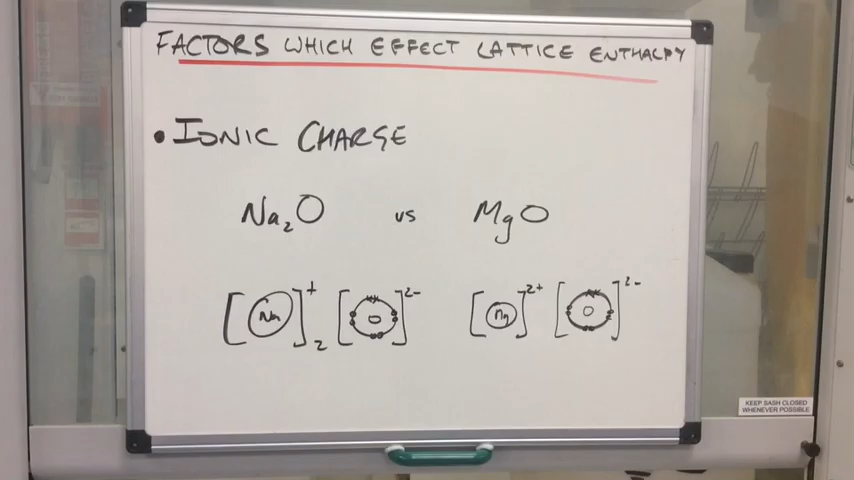 FACTORS WHICH EFFECT LATTICE ENTHALPY
• IONIC CHARGE
Na₂O vs MgO
[Na]⁺₂ [O]²⁻ [Mg]²⁺ [O]²⁻
KEEP SASH CLOSED
WHENEVER POSSIBLE